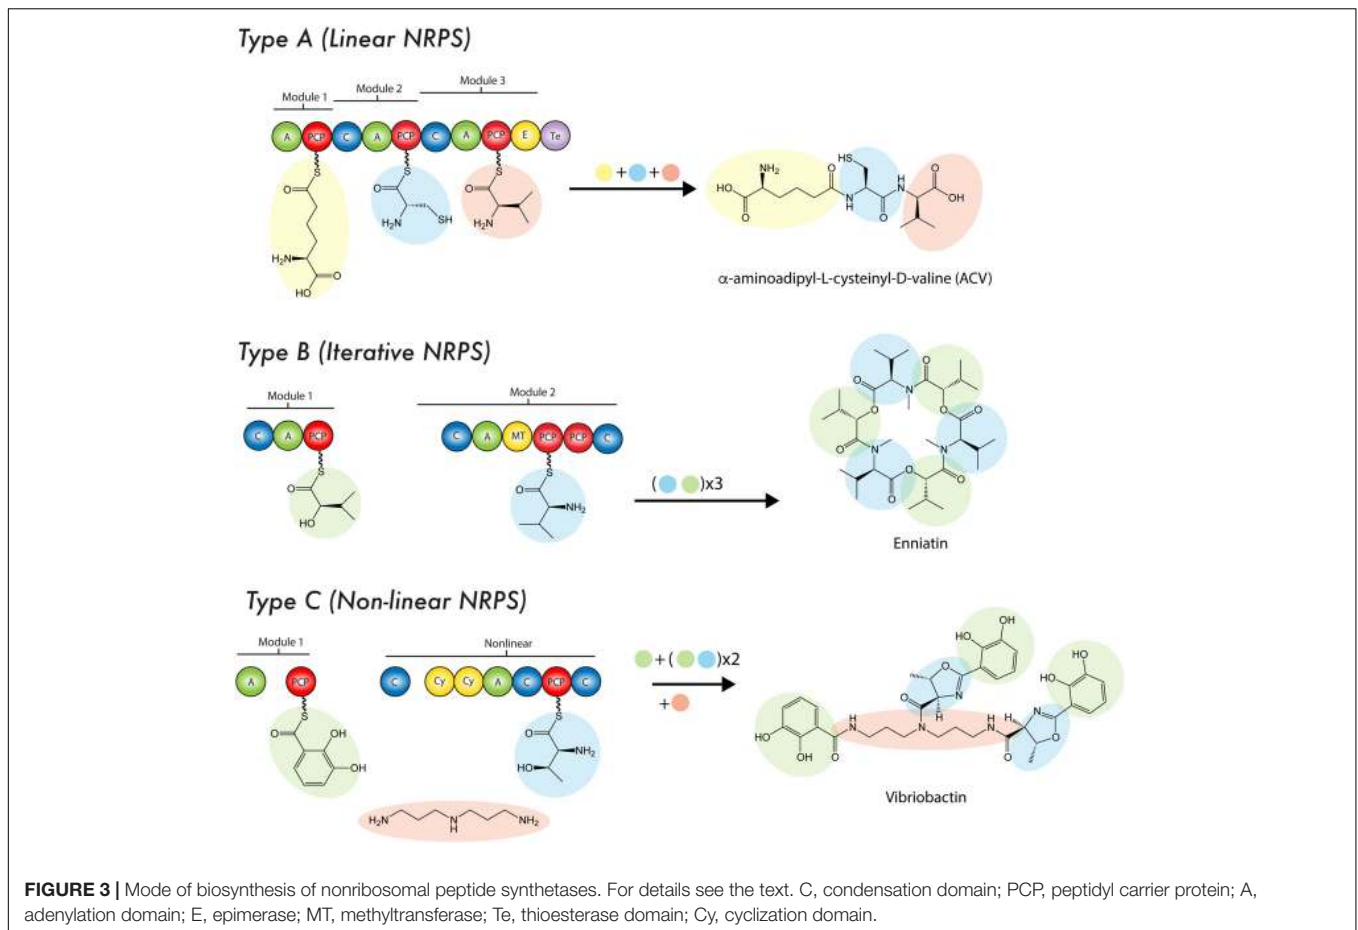 Type A (Linear NRPS)
Module 1
Module 2
Module 3
A PCP C A PCP C A PCP E Te
S S S
O O O
H2N SH H2N
H2N
O
HO
+ +
NH2 HS O H N O
HO OH
O N H O
α-aminoadipyl-L-cysteinyl-D-valine (ACV)
Type B (Iterative NRPS)
Module 1
Module 2
C A PCP
C A MT PCP PCP C
S
O
HO
S
O
NH2
( )x3
O O N O O
O N N O
O O O
Enniatin
Type C (Non-linear NRPS)
Module 1
Nonlinear
A PCP
C Cy Cy A C PCP C
S
O OH
OH
S
O
NH2
HO
H2N N H NH2
+( )x2
+
OH
HO
O
N
O H
HO
OH
N
O
H
HO
OH O
H N
N
H N
O
Vibriobactin
FIGURE 3 | Mode of biosynthesis of nonribosomal peptide synthetases. For details see the text. C, condensation domain; PCP, peptidyl carrier protein; A,
adenylation domain; E, epimerase; MT, methyltransferase; Te, thioesterase domain; Cy, cyclization domain.